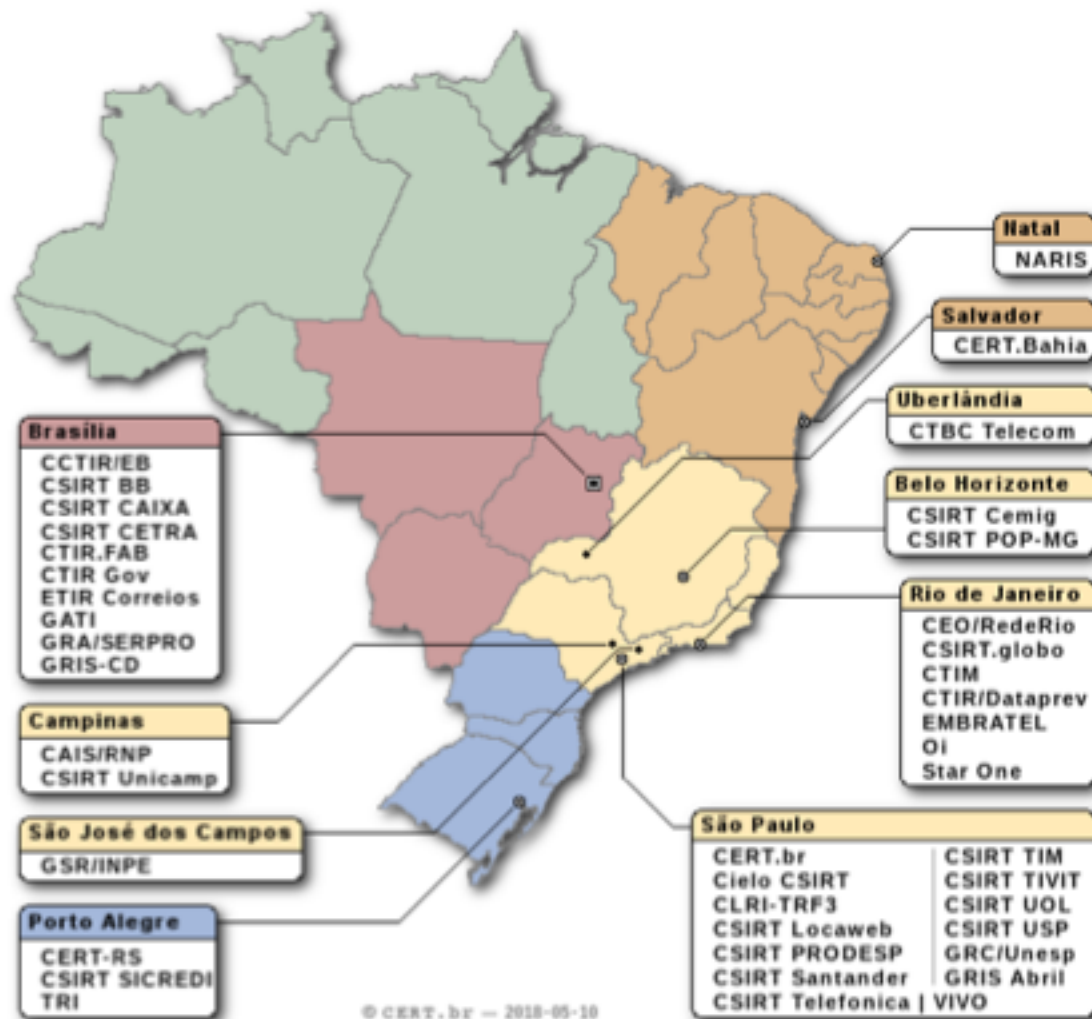 Natal
NARIS
Salvador
CERT.Bahia
Uberlândia
CTBC Telecom
Brasília
CCTIR/EB
CSIRT BB
CSIRT CAIXA
CSIRT CETRA
CTIR.FAB
CTIR Gov
ETIR Correios
GATI
GRA/SERPRO
GRIS-CD
Belo Horizonte
CSIRT Cemig
CSIRT POP-MG
Rio de Janeiro
CEO/RedeRio
CSIRT.globo
CTIM
CTIR/Dataprev
EMBRATEL
Oi
Star One
Campinas
CAIS/RNP
CSIRT Unicamp
São José dos Campos
GSR/INPE
São Paulo
CERT.br
Cielo CSIRT
CLRI-TRF3
CSIRT Locaweb
CSIRT PRODESP
CSIRT Santander
CSIRT Telefonica | VIVO
CSIRT TIM
CSIRT TIVIT
CSIRT UOL
CSIRT USP
GRC/Unesp
GRIS Abril
Porto Alegre
CERT-RS
CSIRT SICREDI
TRI
© CERT.br — 2018-05-10